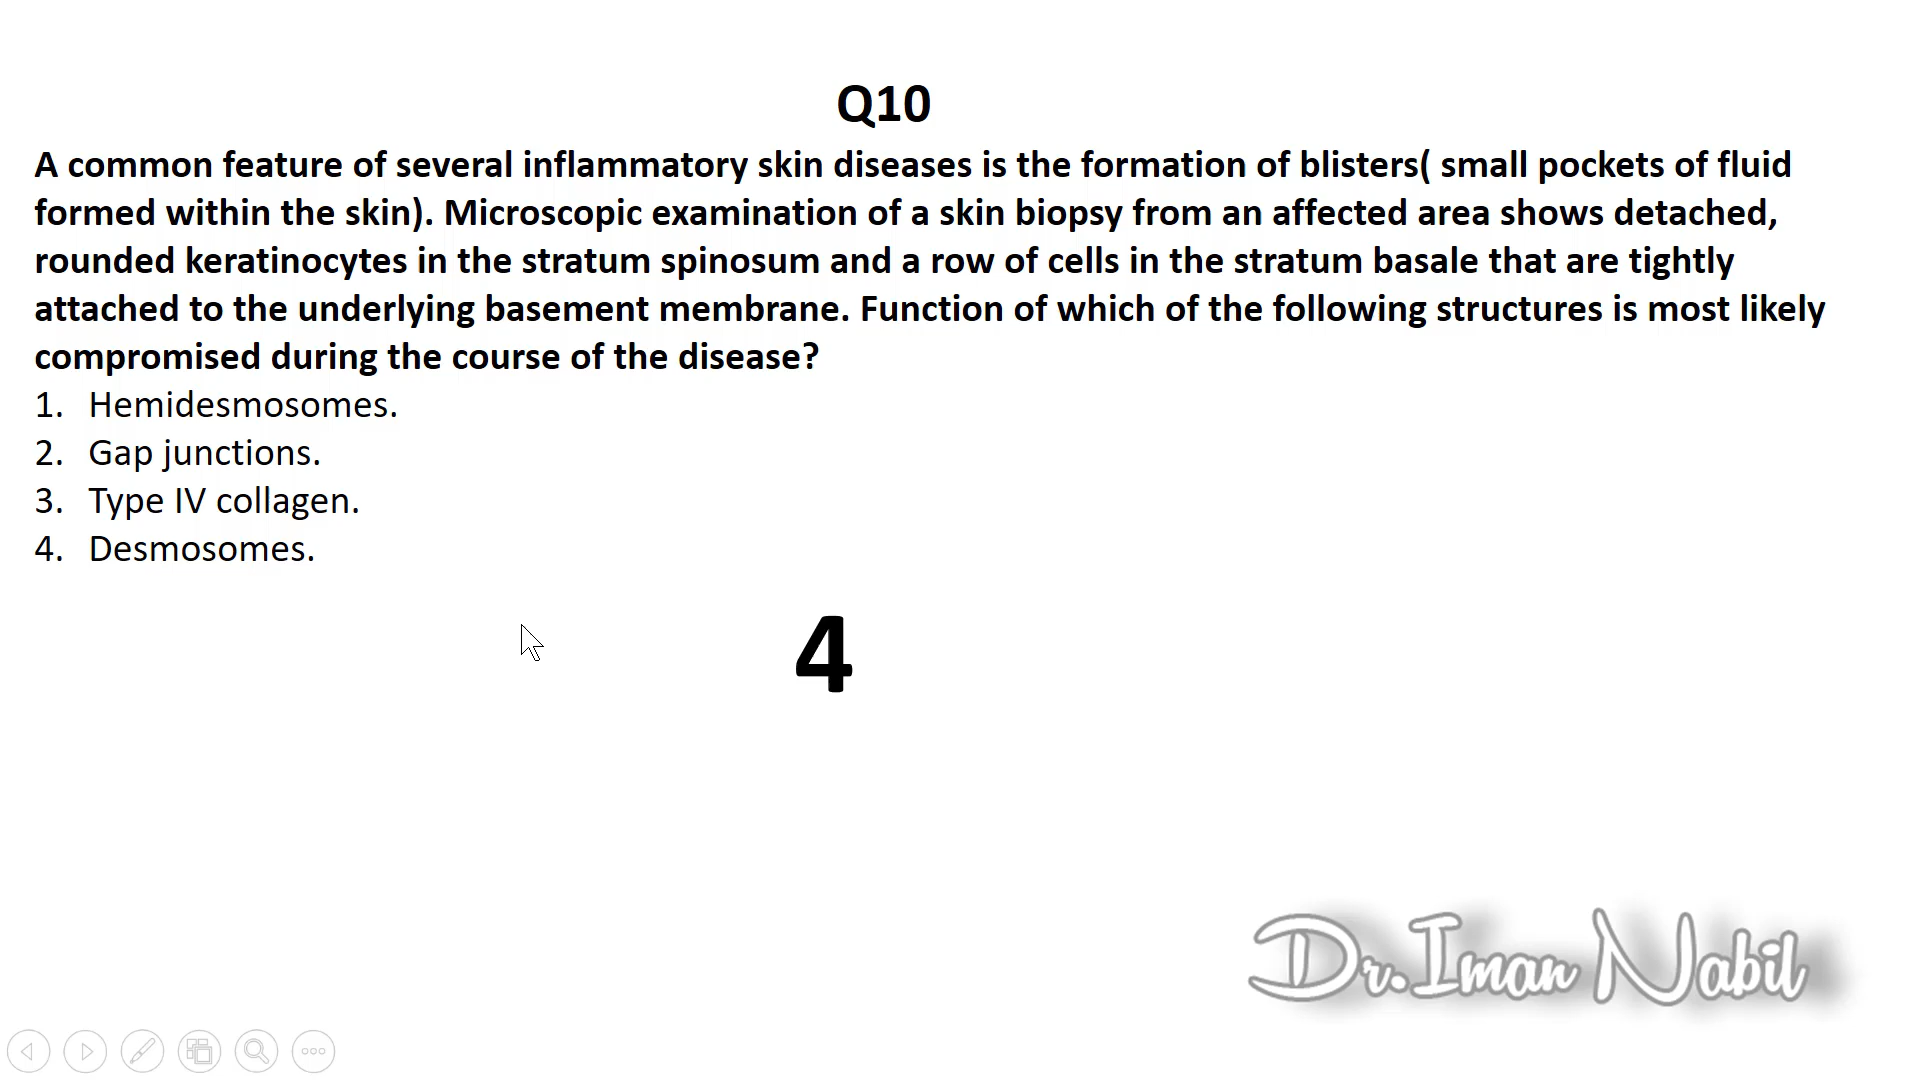 Q10
A common feature of several inflammatory skin diseases is the formation of blisters( small pockets of fluid
formed within the skin). Microscopic examination of a skin biopsy from an affected area shows detached,
rounded keratinocytes in the stratum spinosum and a row of cells in the stratum basale that are tightly
attached to the underlying basement membrane. Function of which of the following structures is most likely
compromised during the course of the disease?
1. Hemidesmosomes.
2. Gap junctions.
3. Type IV collagen.
4. Desmosomes.
4
Dr.Iman Nabil